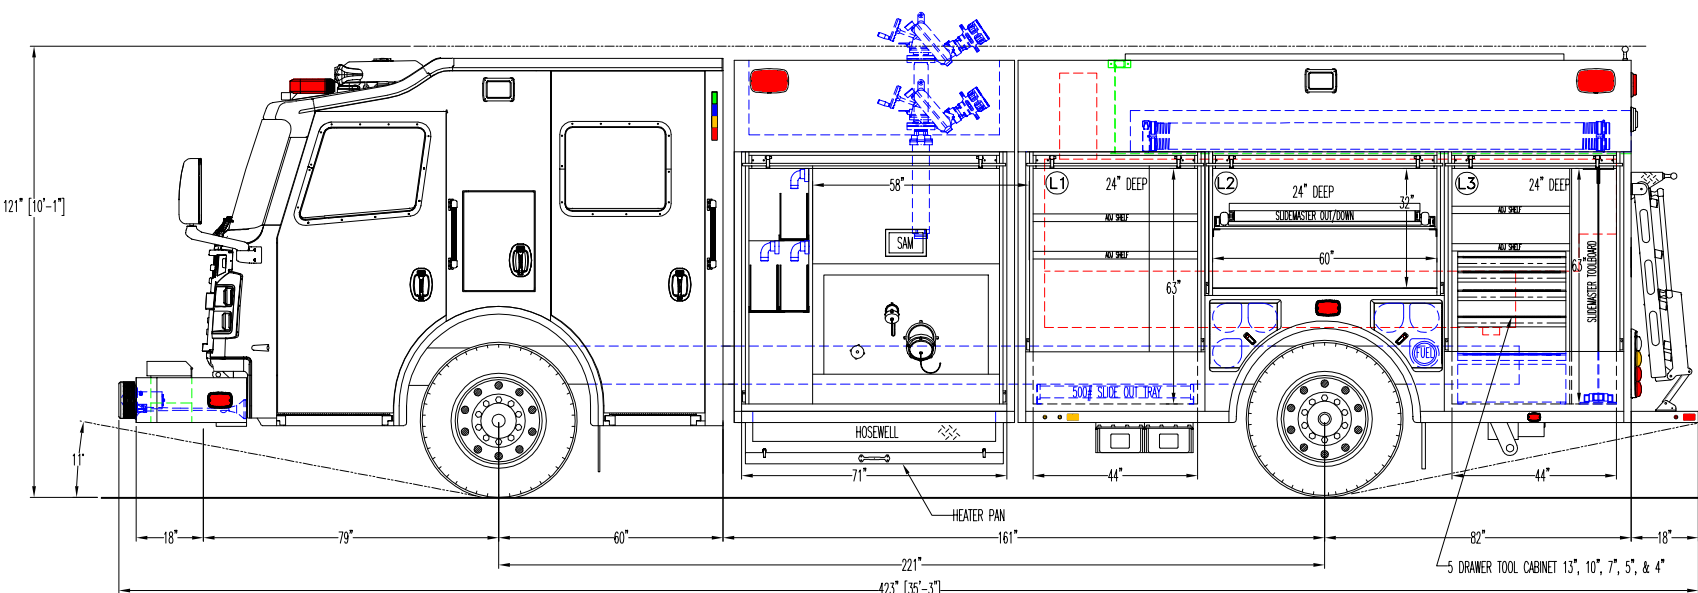 121" [10'-1"]
58"
L1
24" DEEP
L2
24" DEEP
32"
L3
24" DEEP
ADJ SHELF
SLIDEMASTER OUT/DOWN
ADJ SHELF
SAM
ADJ SHELF
ADJ SHELF
60"
63"
63"
SLIDEMASTER TOOLBOARD
FUEL
500# SLIDE OUT TRAY
HOSEWELL
11°
71"
44"
44"
HEATER PAN
18"
79"
60"
161"
82"
18"
221"
5 DRAWER TOOL CABINET 13", 10", 7", 5", & 4"
423" [35'-3"]